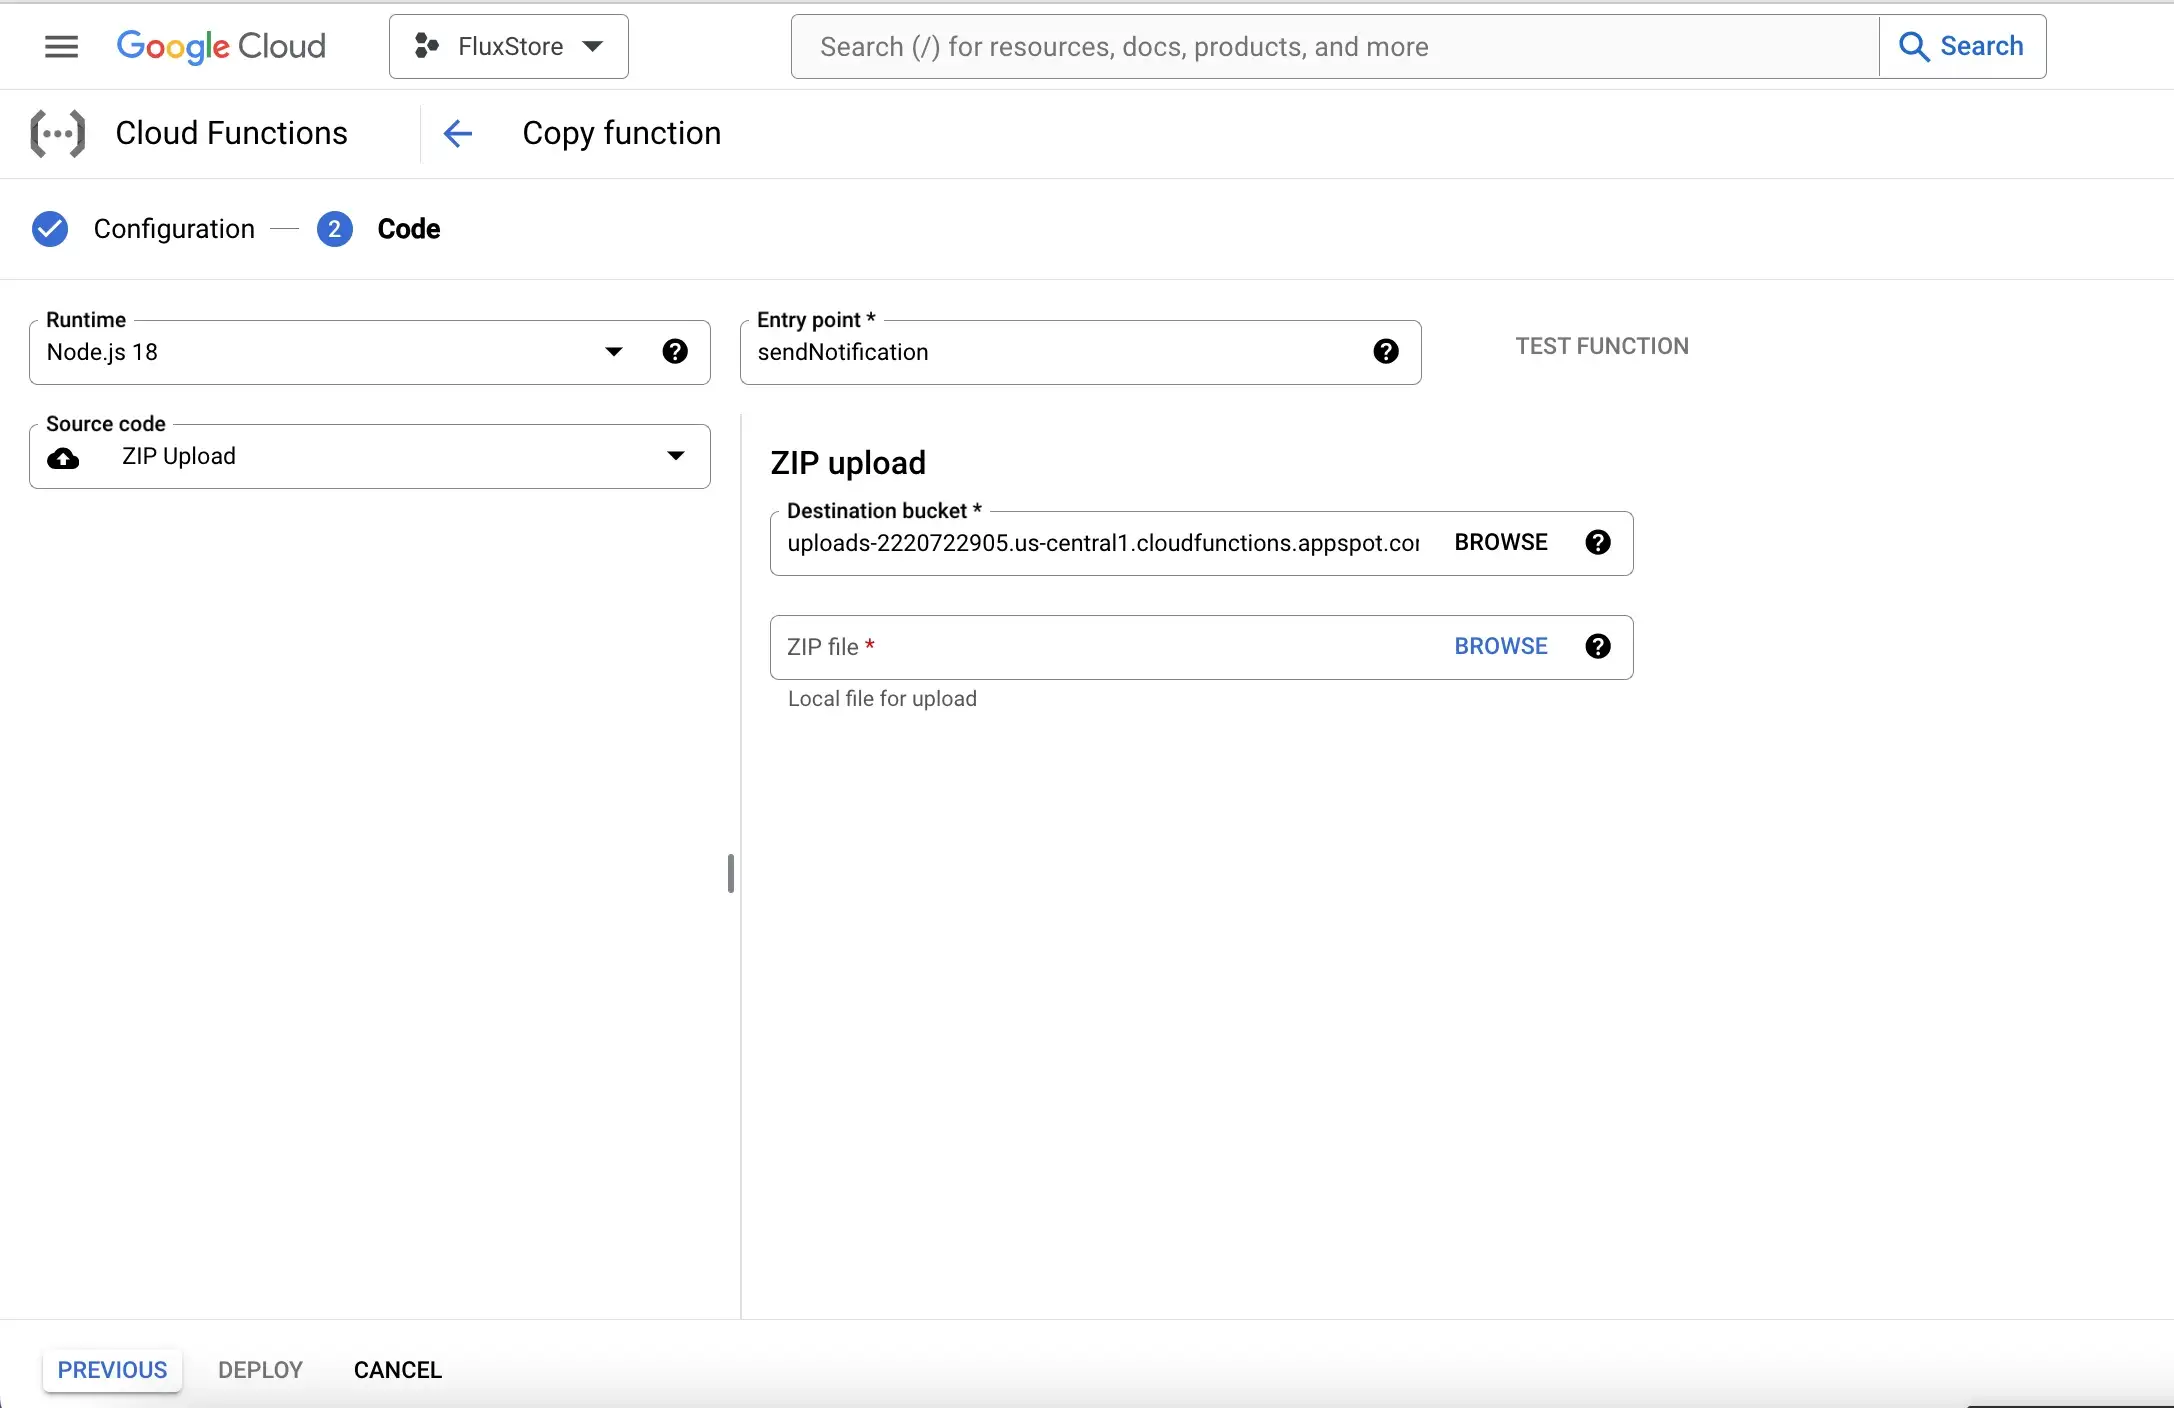 Google Cloud
FluxStore
Search (/) for resources, docs, products, and more
Search
Cloud Functions
Copy function
Configuration
2
Code
Runtime
Node.js 18
Entry point *
sendNotification
TEST FUNCTION
Source code
ZIP Upload
ZIP upload
Destination bucket *
uploads-2220722905.us-central1.cloudfunctions.appspot.com
BROWSE
ZIP file *
BROWSE
Local file for upload
PREVIOUS
DEPLOY
CANCEL